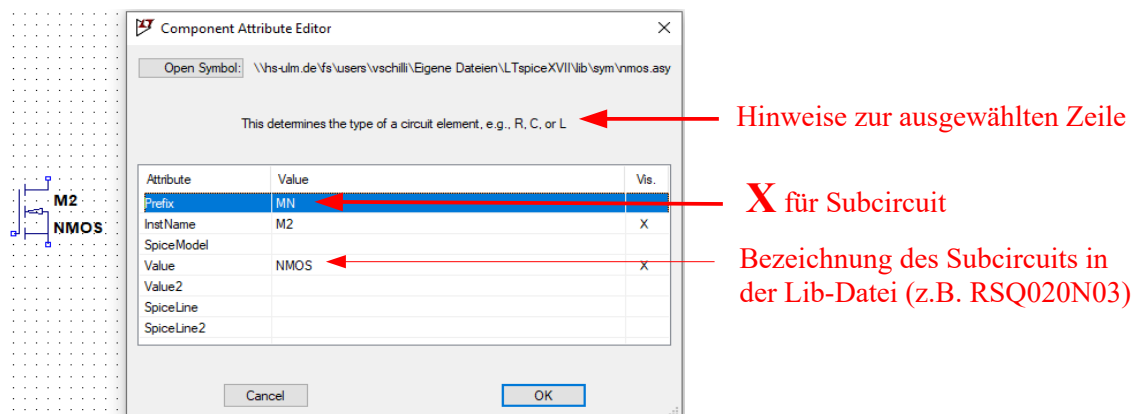 Component Attribute Editor
Open Symbol: \\hs-ulm.de\fs\users\vschilli\Eigene Dateien\LTspiceXVII\lib\sym\nmos.asy
This determines the type of a circuit element, e.g., R, C, or L
Hinweise zur ausgewählten Zeile
Attribute Value Vis.
Prefix MN
X für Subcircuit
InstName M2 X
SpiceModel
Value NMOS X
Bezeichnung des Subcircuits in
der Lib-Datei (z.B. RSQ020N03)
Value2
SpiceLine
SpiceLine2
Cancel OK
M2
NMOS